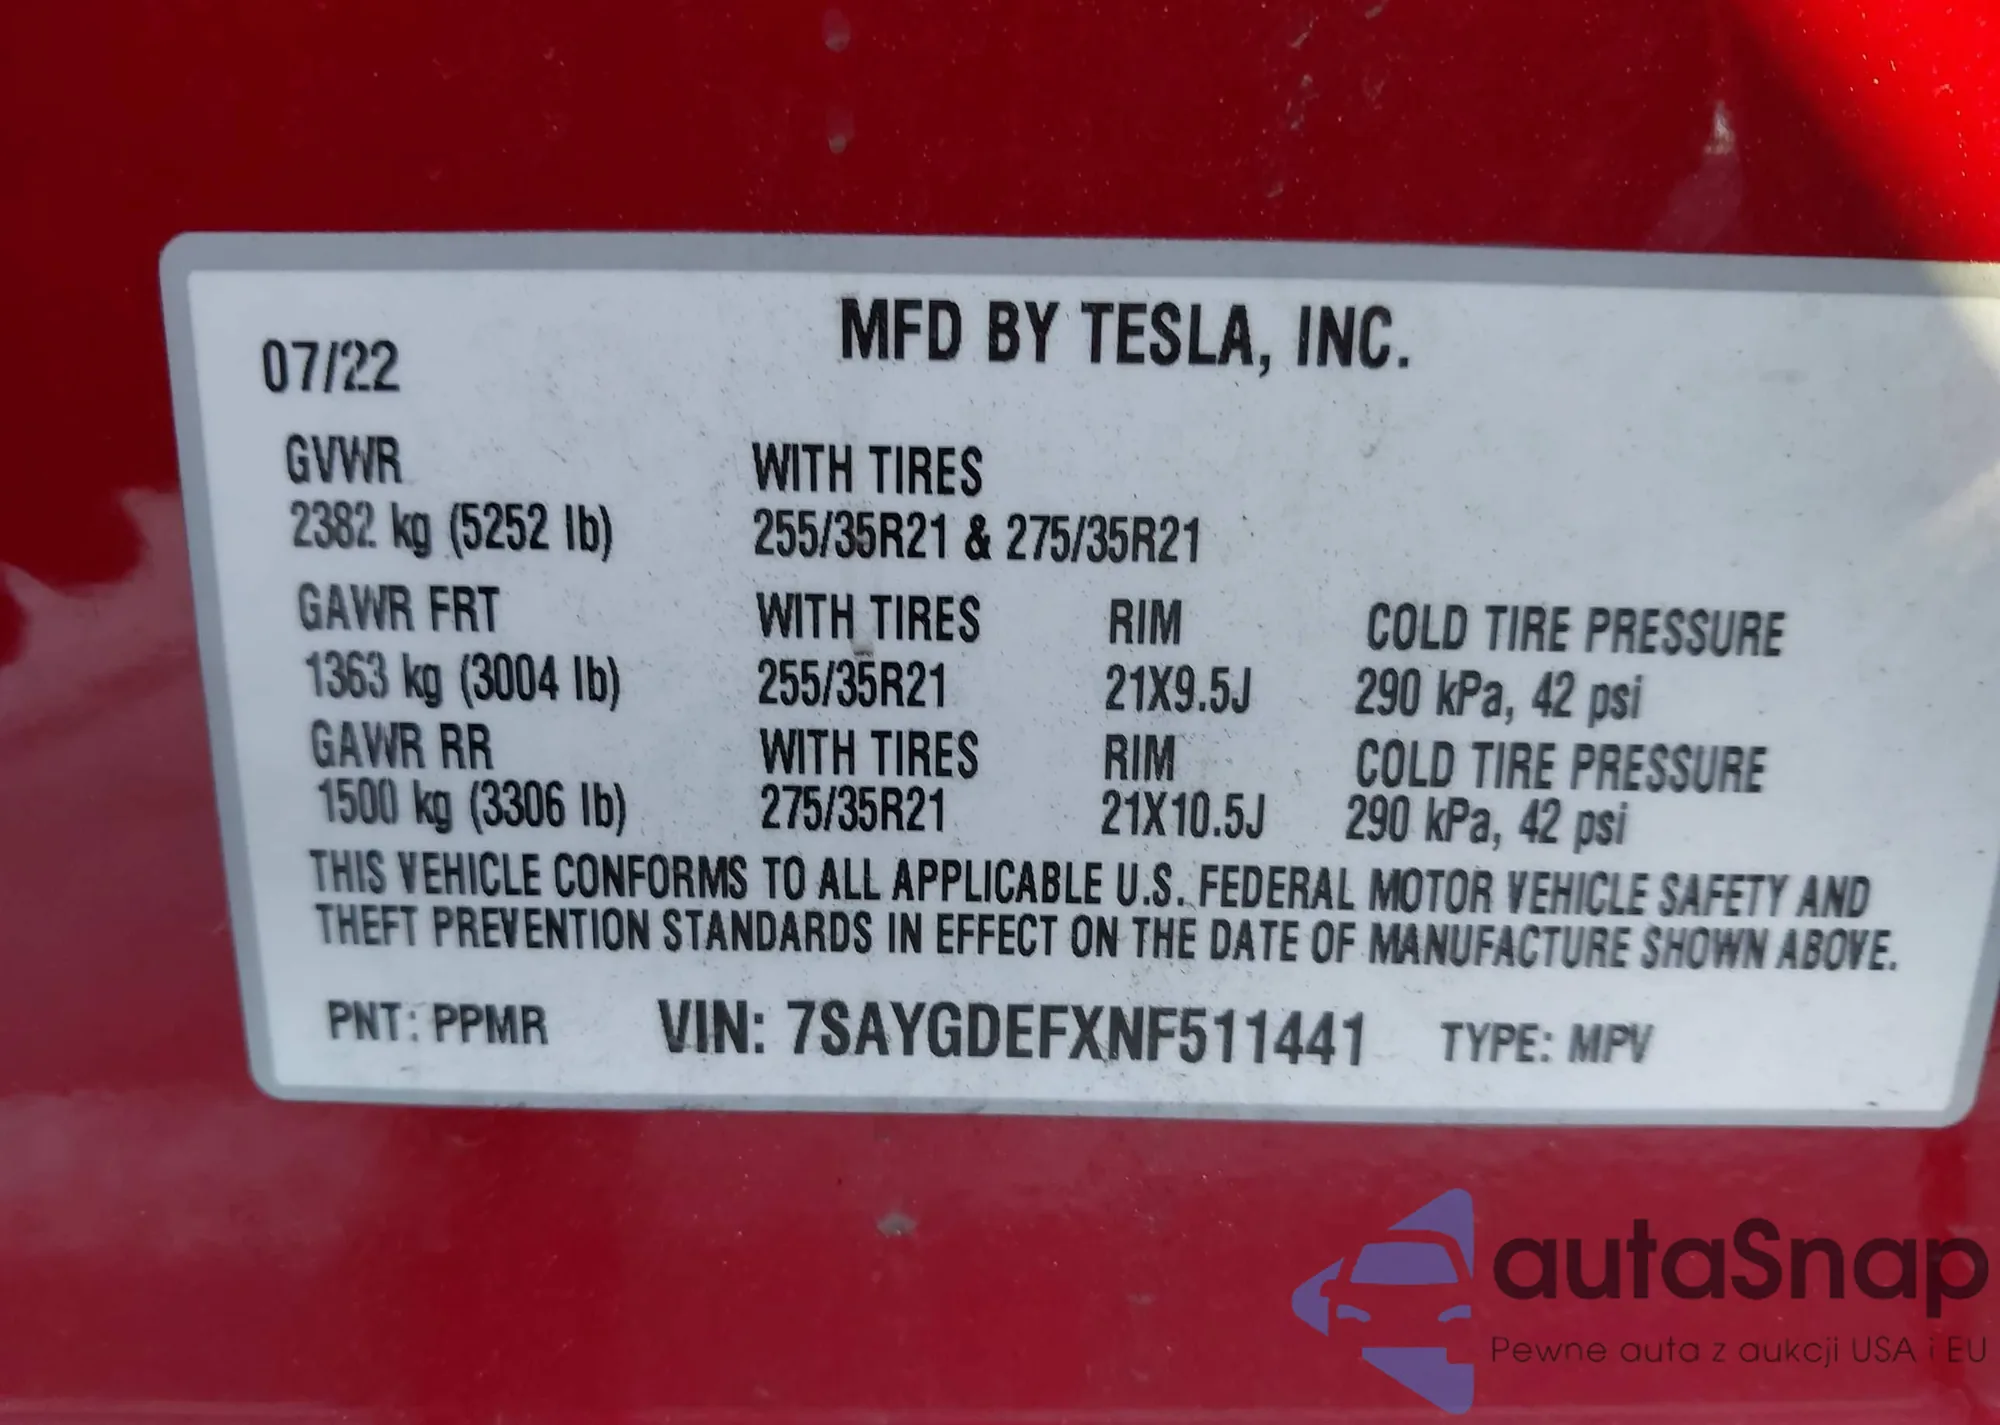 MFD BY TESLA, INC.
07/22
GVWR WITH TIRES
2382 kg (5252 lb) 255/35R21 & 275/35R21
GAWR FRT WITH TIRES RIM COLD TIRE PRESSURE
1363 kg (3004 lb) 255/35R21 21X9.5J 290 kPa, 42 psi
GAWR RR WITH TIRES RIM COLD TIRE PRESSURE
1500 kg (3306 lb) 275/35R21 21X10.5J 290 kPa, 42 psi
THIS VEHICLE CONFORMS TO ALL APPLICABLE U.S. FEDERAL MOTOR VEHICLE SAFETY AND
THEFT PREVENTION STANDARDS IN EFFECT ON THE DATE OF MANUFACTURE SHOWN ABOVE.
PNT: PPMR VIN: 7SAYGDEFXNF511441 TYPE: MPV
autaSnap
Pewne auta z aukcji USA i EU